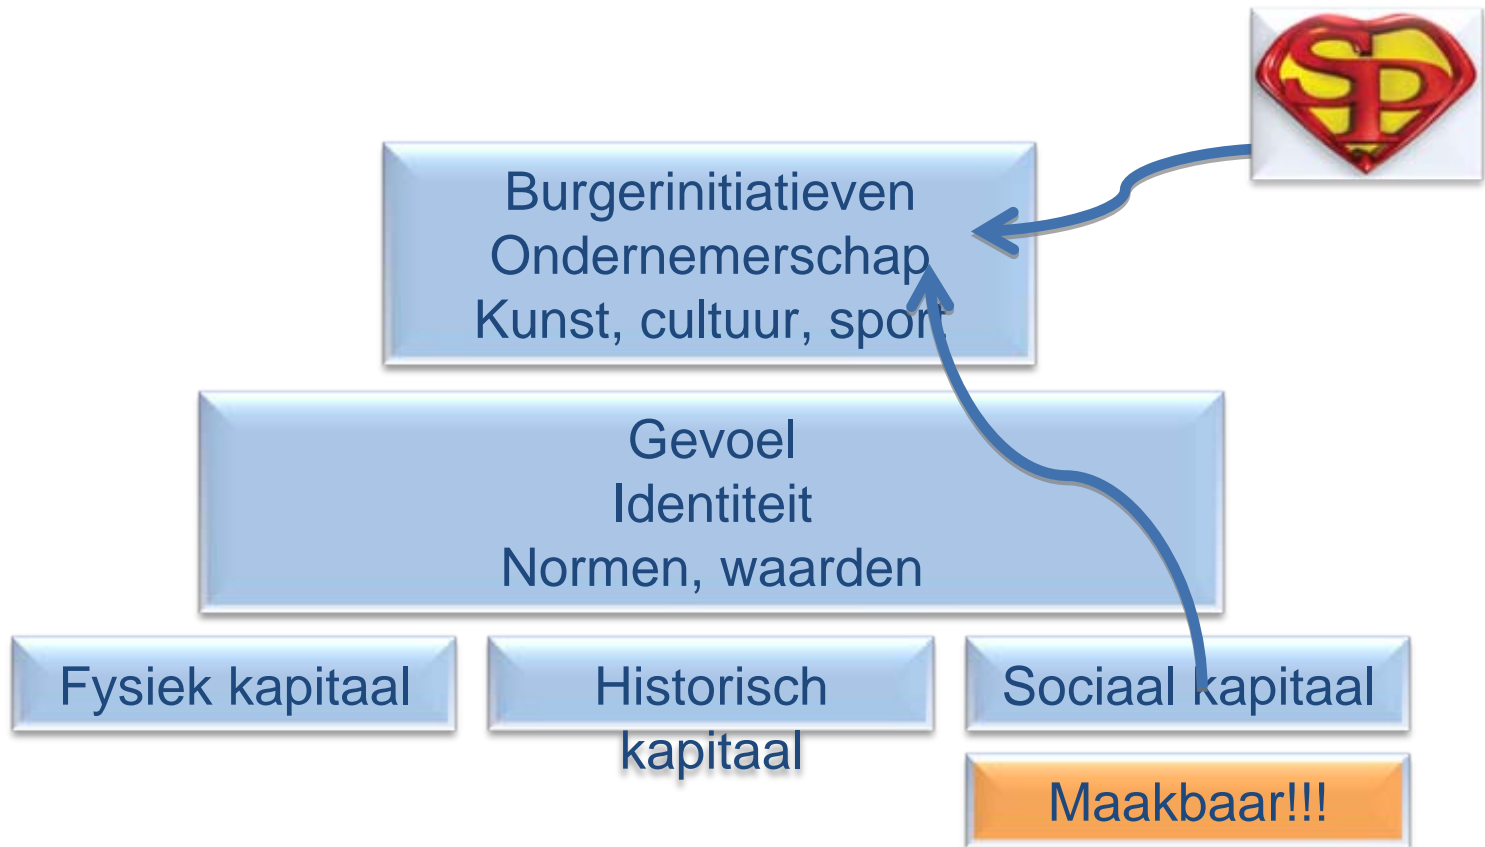 SP
Burgerinitiatieven
Ondernemerschap
Kunst, cultuur, sport
Gevoel
Identiteit
Normen, waarden
Fysiek kapitaal
Historisch
kapitaal
Sociaal kapitaal
Maakbaar!!!